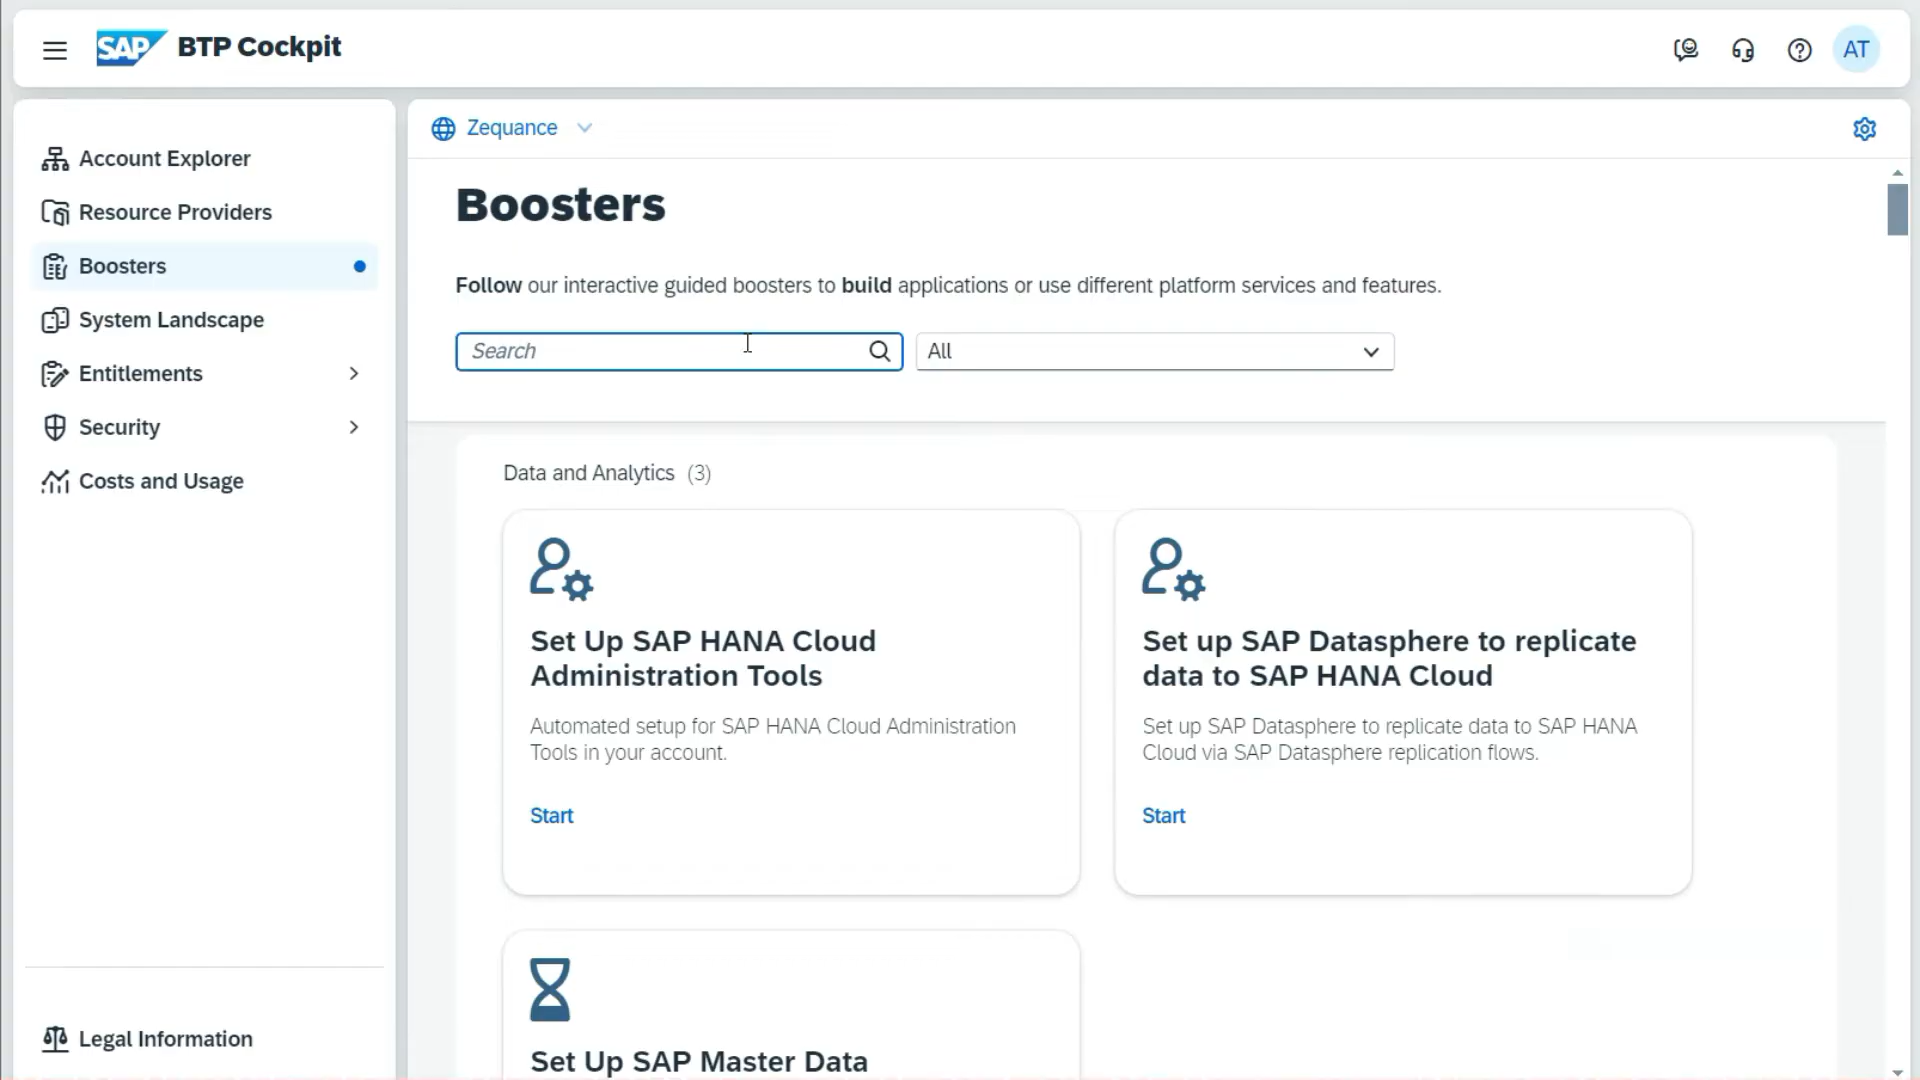 SAP BTP Cockpit
AT
Account Explorer
Resource Providers
Boosters
System Landscape
Entitlements
Security
Costs and Usage
Legal Information
Zequance
Boosters
Follow our interactive guided boosters to build applications or use different platform services and features.
Search
All
Data and Analytics (3)
Set Up SAP HANA Cloud
Administration Tools
Automated setup for SAP HANA Cloud Administration
Tools in your account.
Start
Set up SAP Datasphere to replicate
data to SAP HANA Cloud
Set up SAP Datasphere to replicate data to SAP HANA
Cloud via SAP Datasphere replication flows.
Start
Set Up SAP Master Data